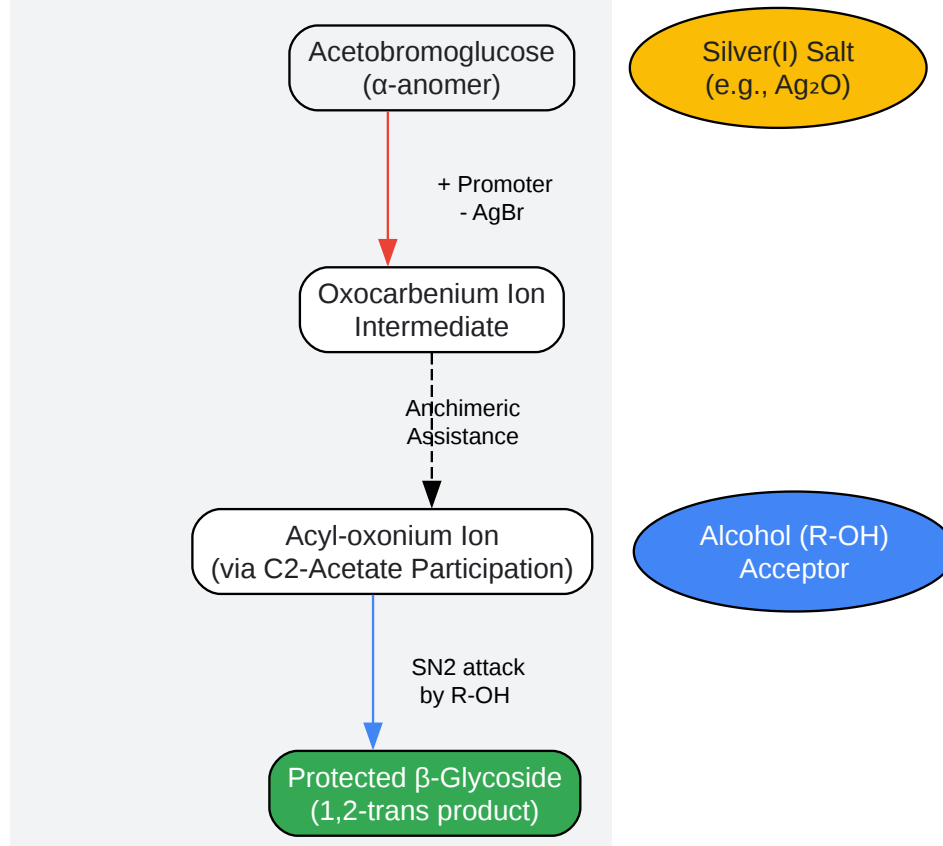 Acetobromoglucose
(α-anomer)
Silver(I) Salt
(e.g., Ag₂O)
+ Promoter
- AgBr
Oxocarbenium Ion
Intermediate
Anchimeric
Assistance
Acyl-oxonium Ion
(via C2-Acetate Participation)
Alcohol (R-OH)
Acceptor
SN2 attack
by R-OH
Protected β-Glycoside
(1,2-trans product)